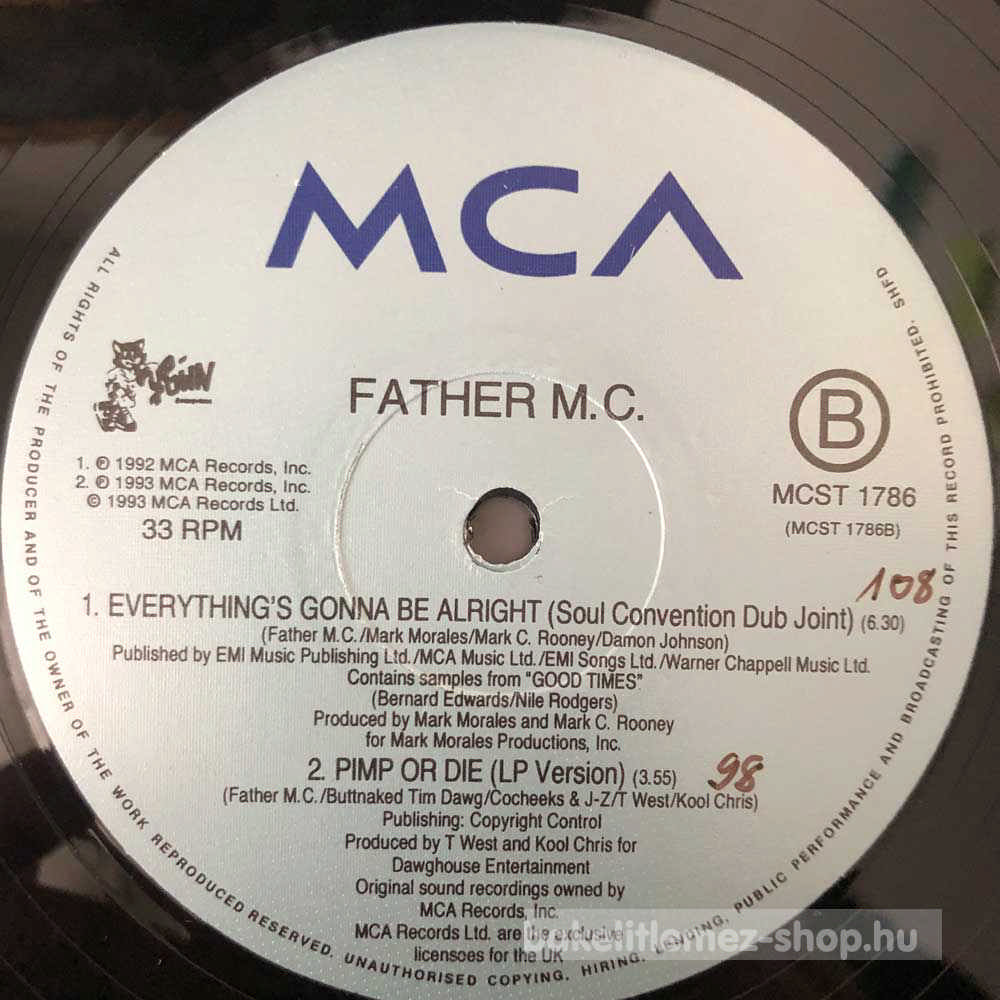 MCA
FATHER M.C.
B
MCST 1786
(MCST 1786B)
1. ℗ 1992 MCA Records, Inc.
2. ℗ 1993 MCA Records, Inc.
© 1993 MCA Records Ltd.
33 RPM
108
1. EVERYTHING'S GONNA BE ALRIGHT (Soul Convention Dub Joint) (6.30)
(Father M.C./Mark Morales/Mark C. Rooney/Damon Johnson)
Published by EMI Music Publishing Ltd./MCA Music Ltd./EMI Songs Ltd./Warner Chappell Music Ltd.
Contains samples from "GOOD TIMES"
(Bernard Edwards/Nile Rodgers)
Produced by Mark Morales and Mark C. Rooney
for Mark Morales Productions, Inc.
2. PIMP OR DIE (LP Version) (3.55) 98
(Father M.C./Buttnaked Tim Dawg/Cocheeks & J-Z/T West/Kool Chris)
Publishing: Copyright Control
Produced by T West and Kool Chris for
Dawghouse Entertainment
Original sound recordings owned by
MCA Records, Inc.
MCA Records Ltd. are the exclusive
licensoes for the UK
ALL RIGHTS OF THE PRODUCER AND OF THE OWNER OF THE WORK REPRODUCED RESERVED. UNAUTHORISED COPYING, HIRING, LENDING, PUBLIC PERFORMANCE AND BROADCASTING OF THIS RECORD PROHIBITED. SHFD
bakelitlemez-shop.hu